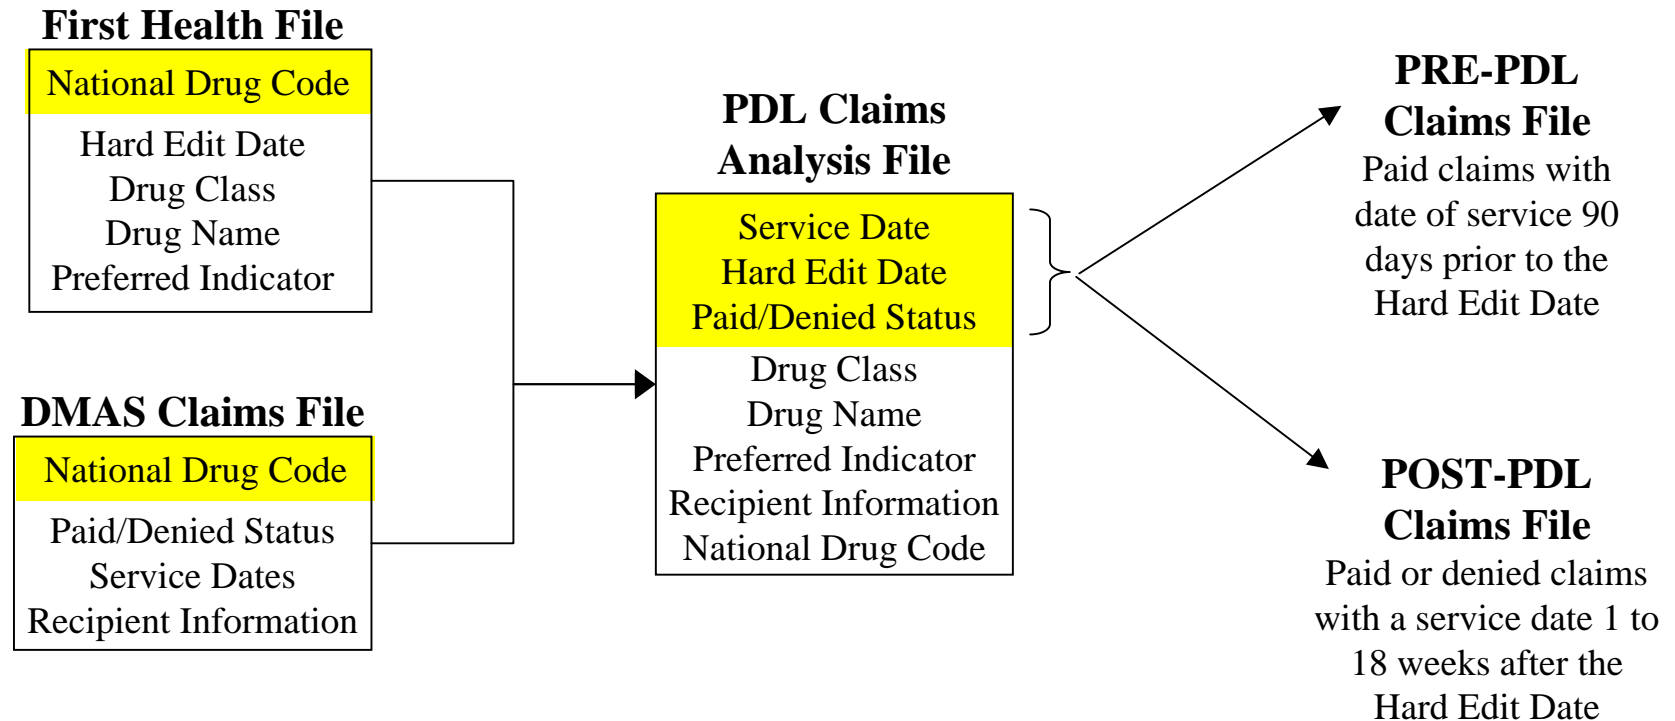 First Health File
National Drug Code
Hard Edit Date
Drug Class
Drug Name
Preferred Indicator
DMAS Claims File
National Drug Code
Paid/Denied Status
Service Dates
Recipient Information
PDL Claims
Analysis File
Service Date
Hard Edit Date
Paid/Denied Status
Drug Class
Drug Name
Preferred Indicator
Recipient Information
National Drug Code
PRE-PDL
Claims File
Paid claims with
date of service 90
days prior to the
Hard Edit Date
POST-PDL
Claims File
Paid or denied claims
with a service date 1 to
18 weeks after the
Hard Edit Date